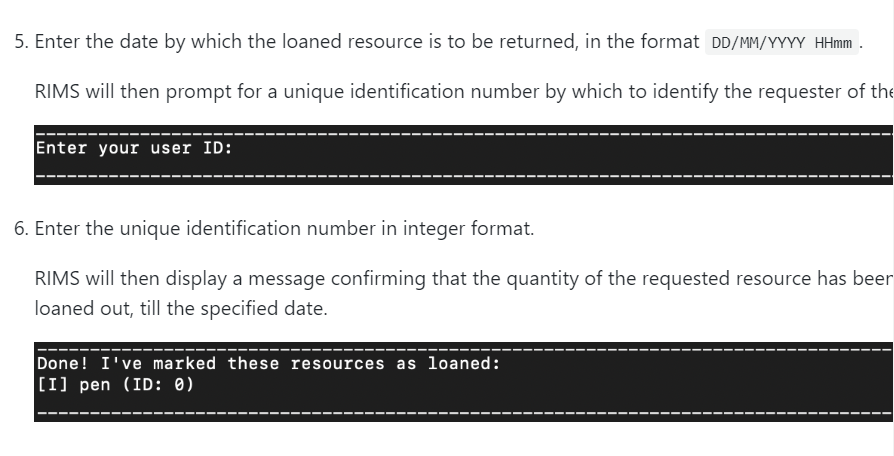 5. Enter the date by which the loaned resource is to be returned, in the format DD/MM/YYYY HHmm .
RIMS will then prompt for a unique identification number by which to identify the requester of the
Enter your user ID:
6. Enter the unique identification number in integer format.
RIMS will then display a message confirming that the quantity of the requested resource has been
loaned out, till the specified date.
Done! I've marked these resources as loaned:
[I] pen (ID: 0)